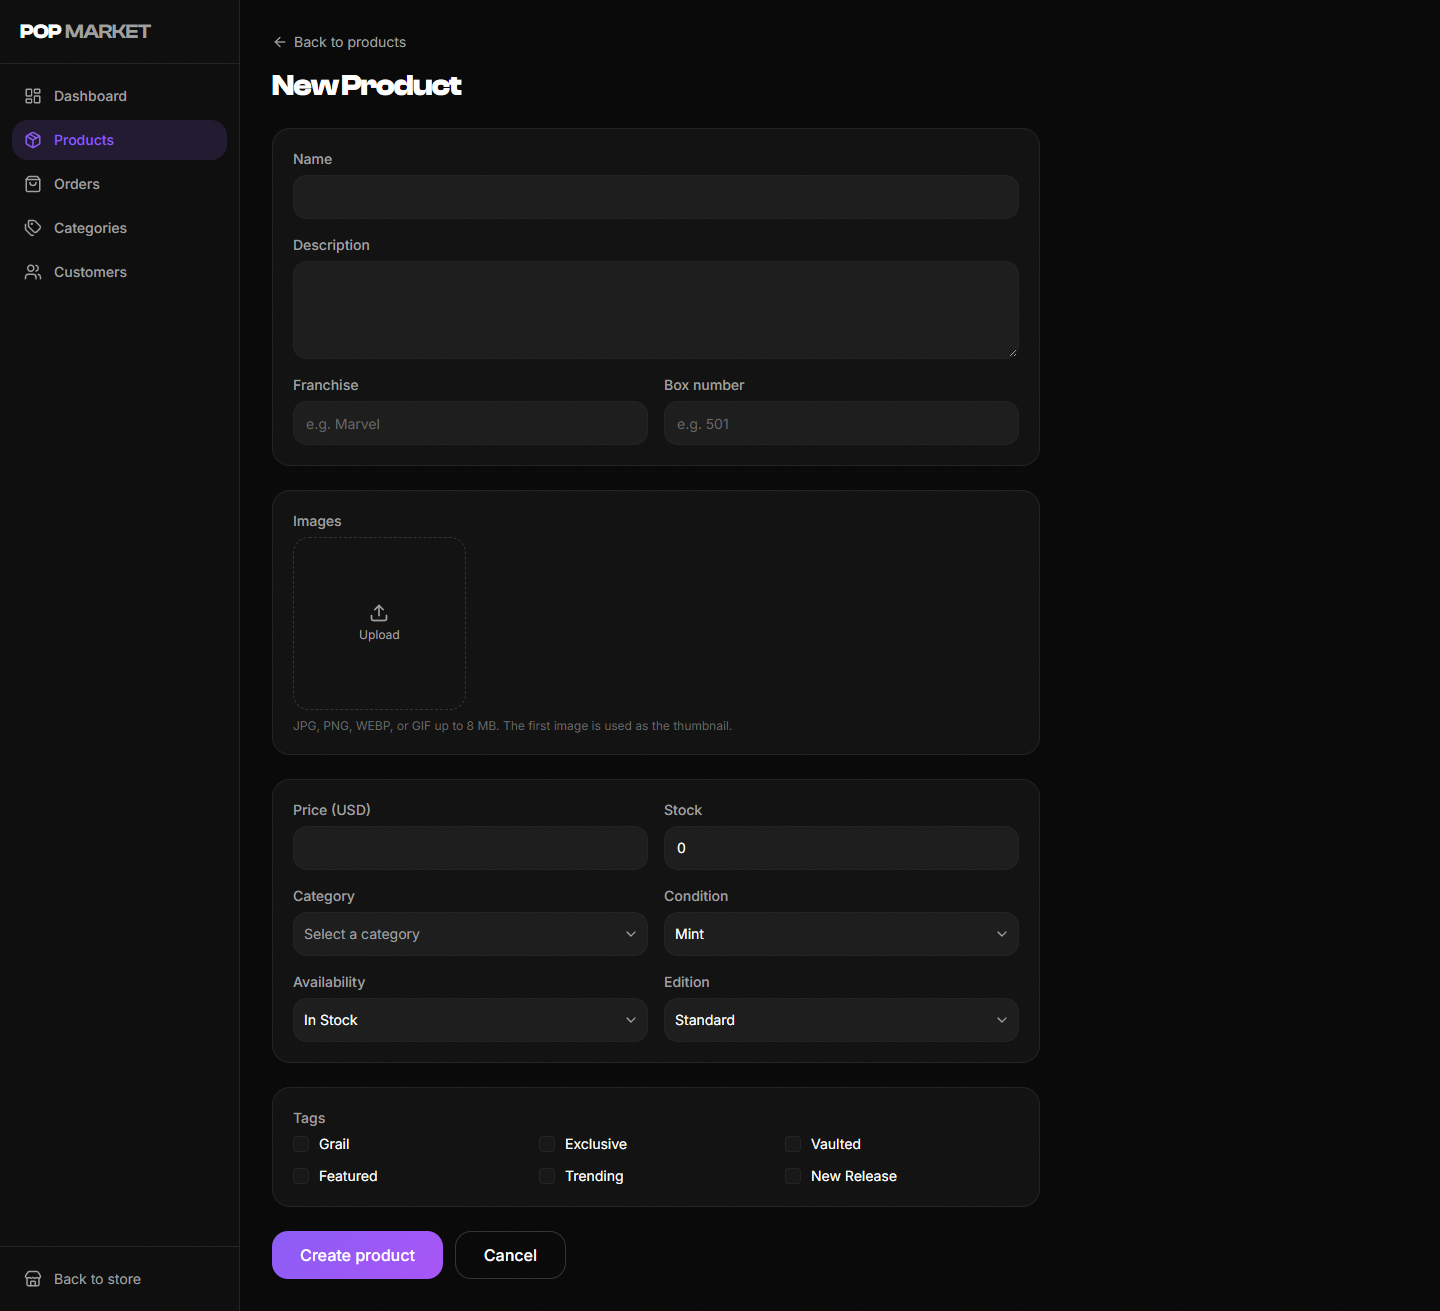 POP MARKET
Dashboard
Products
Orders
Categories
Customers
Back to store
Back to products
New Product
Name
Description
Franchise
Box number
e.g. Marvel
e.g. 501
Images
Upload
JPG, PNG, WEBP, or GIF up to 8 MB. The first image is used as the thumbnail.
Price (USD)
Stock
0
Category
Condition
Select a category
Mint
Availability
Edition
In Stock
Standard
Tags
Grail
Exclusive
Vaulted
Featured
Trending
New Release
Create product
Cancel